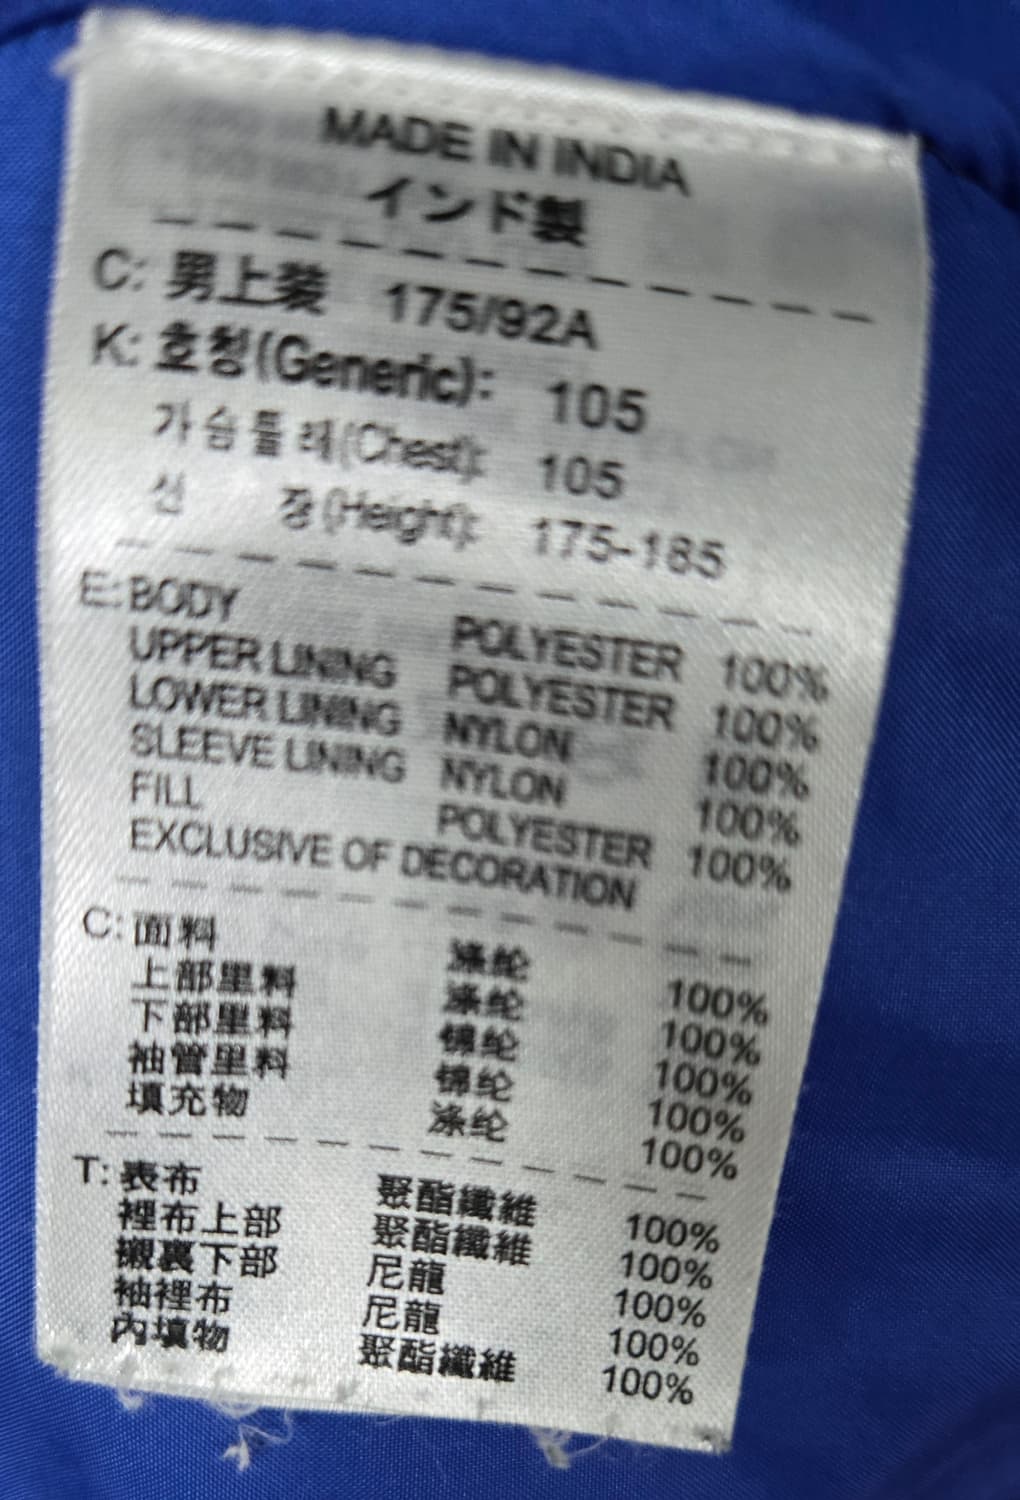 MADE IN INDIA
インド製
C: 男上装 175/92A
K: 호칭(Generic): 105
가슴둘레(Chest): 105
신 장(Height): 175-185
E: BODY POLYESTER 100%
UPPER LINING POLYESTER 100%
LOWER LINING NYLON 100%
SLEEVE LINING NYLON 100%
FILL POLYESTER 100%
EXCLUSIVE OF DECORATION
C: 面料 涤纶 100%
上部里料 涤纶 100%
下部里料 锦纶 100%
袖管里料 锦纶 100%
填充物 涤纶 100%
T: 表布 聚酯纖維 100%
裡布上部 聚酯纖維 100%
襯裏下部 尼龍 100%
袖裡布 尼龍 100%
內填物 聚酯纖維 100%